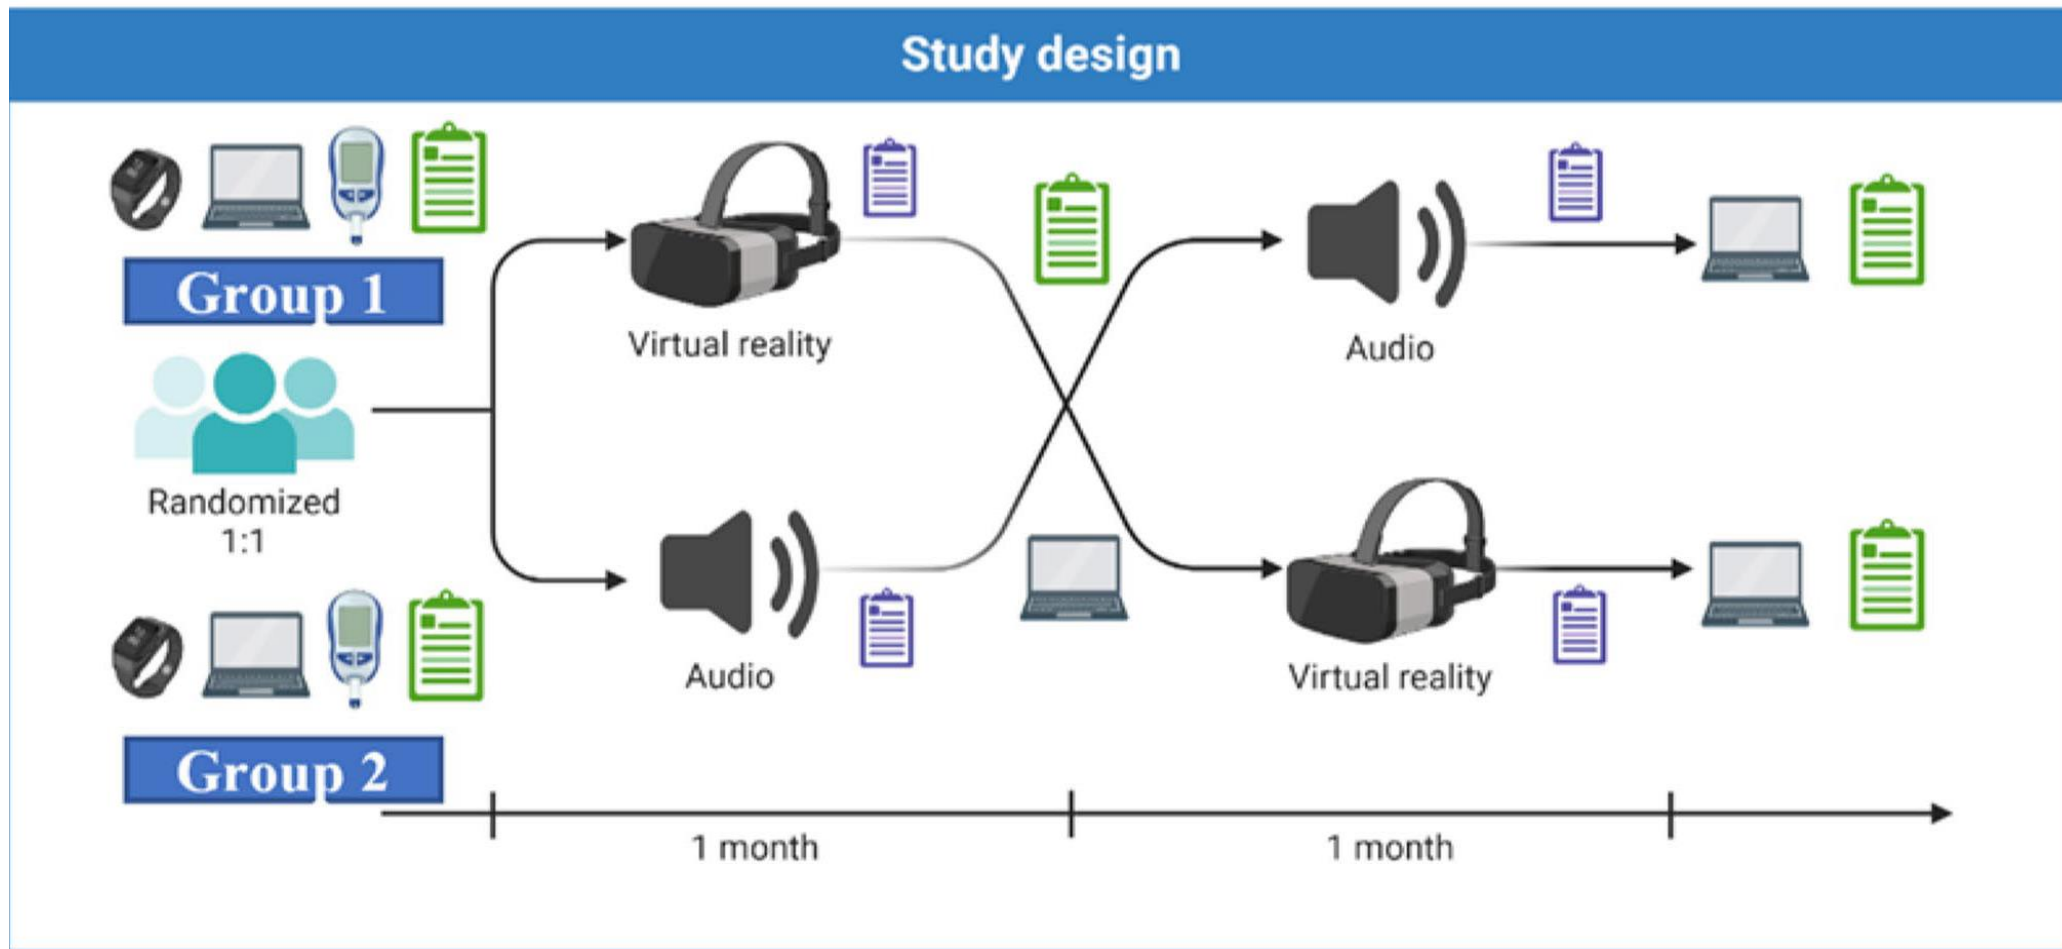 Study design
Group 1
Virtual reality
Audio
Randomized
1:1
Audio
Virtual reality
Group 2
1 month
1 month